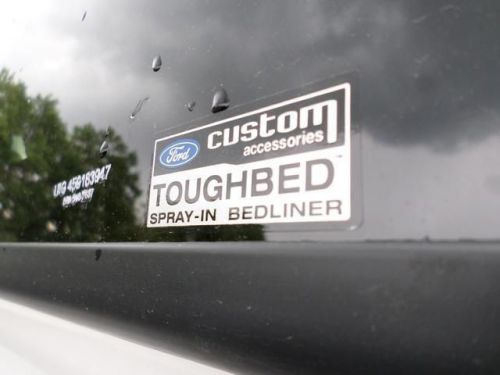 Ford
custom
accessories
TOUGHBED
SPRAY-IN BEDLINER